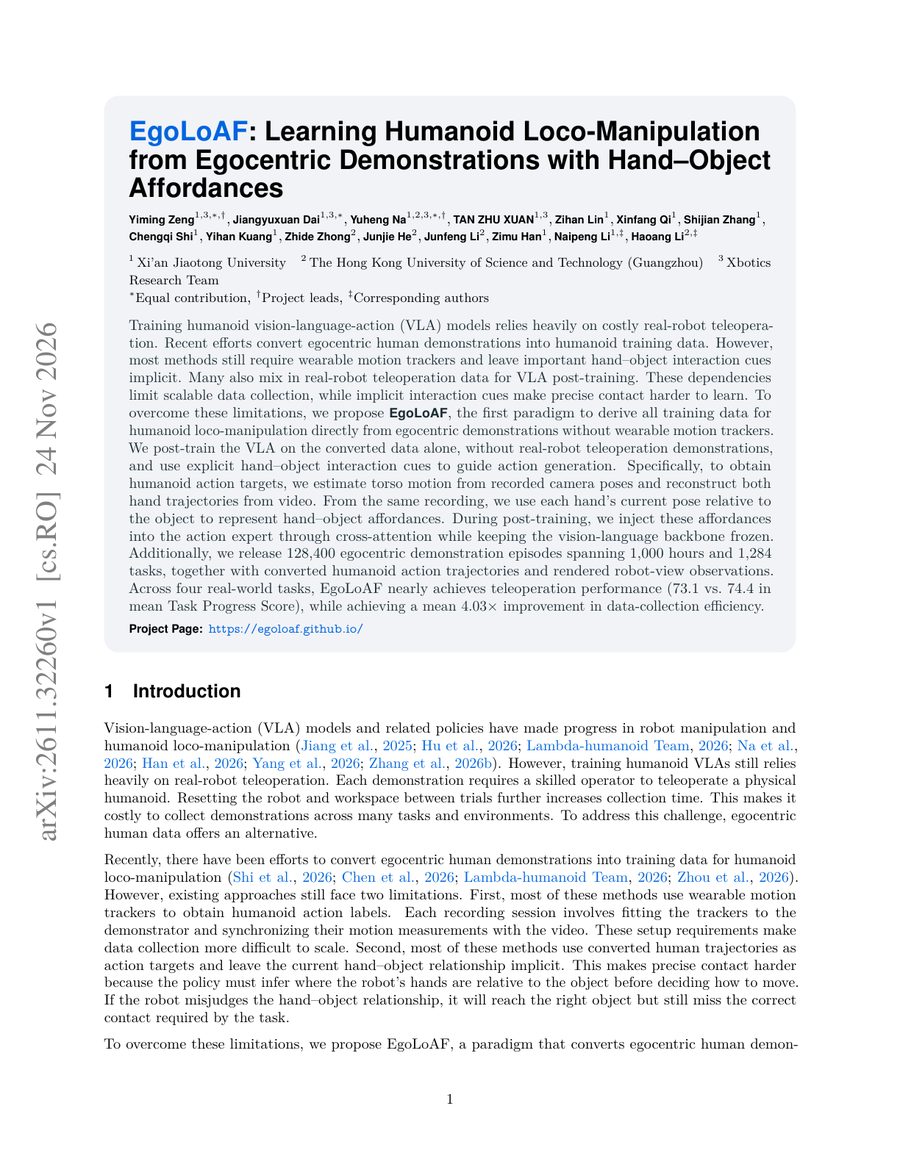 EgoLoAF: Learning Humanoid Loco-Manipulation
from Egocentric Demonstrations with Hand–Object
Affordances
Yiming Zeng1,3,∗,†, Jiangyuxuan Dai1,3,∗, Yuheng Na1,2,3,∗,†, TAN ZHU XUAN1,3, Zihan Lin1, Xinfang Qi1, Shijian Zhang1,
Chengqi Shi1, Yihan Kuang1, Zhide Zhong2, Junjie He2, Junfeng Li2, Zimu Han1, Naipeng Li1,‡, Haoang Li2,‡
1 Xi'an Jiaotong University 2 The Hong Kong University of Science and Technology (Guangzhou) 3 Xbotics
Research Team
∗Equal contribution, †Project leads, ‡Corresponding authors
Training humanoid vision-language-action (VLA) models relies heavily on costly real-robot teleopera-
tion. Recent efforts convert egocentric human demonstrations into humanoid training data. However,
most methods still require wearable motion trackers and leave important hand–object interaction cues
implicit. Many also mix in real-robot teleoperation data for VLA post-training. These dependencies
limit scalable data collection, while implicit interaction cues make precise contact harder to learn. To
overcome these limitations, we propose EgoLoAF, the first paradigm to derive all training data for
humanoid loco-manipulation directly from egocentric demonstrations without wearable motion trackers.
We post-train the VLA on the converted data alone, without real-robot teleoperation demonstrations,
and use explicit hand–object interaction cues to guide action generation. Specifically, to obtain
humanoid action targets, we estimate torso motion from recorded camera poses and reconstruct both
hand trajectories from video. From the same recording, we use each hand's current pose relative to
the object to represent hand–object affordances. During post-training, we inject these affordances
into the action expert through cross-attention while keeping the vision-language backbone frozen.
Additionally, we release 128,400 egocentric demonstration episodes spanning 1,000 hours and 1,284
tasks, together with converted humanoid action trajectories and rendered robot-view observations.
Across four real-world tasks, EgoLoAF nearly achieves teleoperation performance (73.1 vs. 74.4 in
mean Task Progress Score), while achieving a mean 4.03× improvement in data-collection efficiency.
Project Page: https://egoloaf.github.io/
1 Introduction
Vision-language-action (VLA) models and related policies have made progress in robot manipulation and
humanoid loco-manipulation (Jiang et al., 2025; Hu et al., 2026; Lambda-humanoid Team, 2026; Na et al.,
2026; Han et al., 2026; Yang et al., 2026; Zhang et al., 2026b). However, training humanoid VLAs still relies
heavily on real-robot teleoperation. Each demonstration requires a skilled operator to teleoperate a physical
humanoid. Resetting the robot and workspace between trials further increases collection time. This makes it
costly to collect demonstrations across many tasks and environments. To address this challenge, egocentric
human data offers an alternative.
Recently, there have been efforts to convert egocentric human demonstrations into training data for humanoid
loco-manipulation (Shi et al., 2026; Chen et al., 2026; Lambda-humanoid Team, 2026; Zhou et al., 2026).
However, existing approaches still face two limitations. First, most of these methods use wearable motion
trackers to obtain humanoid action labels. Each recording session involves fitting the trackers to the
demonstrator and synchronizing their motion measurements with the video. These setup requirements make
data collection more difficult to scale. Second, most of these methods use converted human trajectories as
action targets and leave the current hand–object relationship implicit. This makes precise contact harder
because the policy must infer where the robot's hands are relative to the object before deciding how to move.
If the robot misjudges the hand–object relationship, it will reach the right object but still miss the correct
contact required by the task.
To overcome these limitations, we propose EgoLoAF, a paradigm that converts egocentric human demon-
1
arXiv:2611.32260v1 [cs.RO] 24 Nov 2026